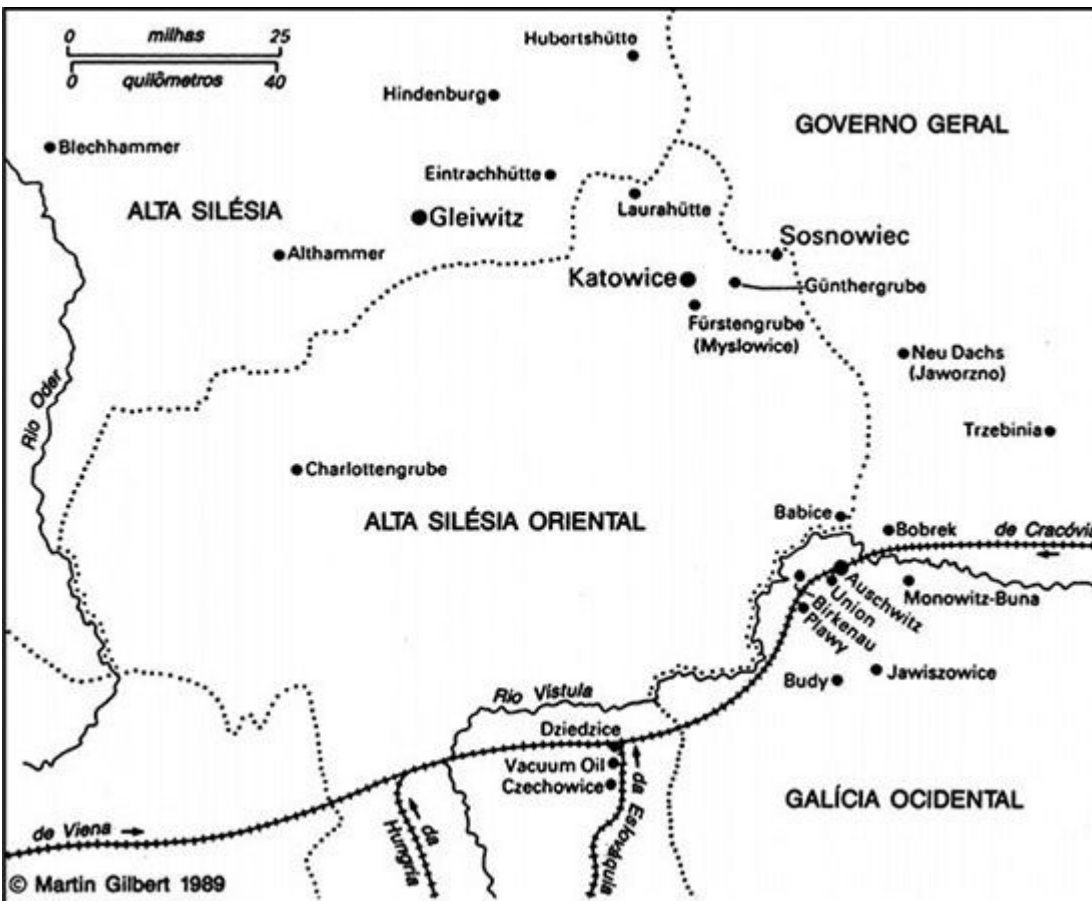 0 milhas 25
0 quilômetros 40
Hubortshütte
Hindenburg
GOVERNO GERAL
Blechhammer
Eintrachhütte
ALTA SILÉSIA
Laurahütte
Gleiwitz
Sosnowiec
Althammer
Katowice
Günthergrube
Fürstengrube
(Myslowice)
Neu Dachs
(Jaworzno)
Rio Oder
Trzebinia
Charlottengrube
ALTA SILÉSIA ORIENTAL
Babice
Bobrek
de Cracóvia
Auschwitz
Union
Birkenau
Plawy
Monowitz-Buna
Budy
Jawiszowice
Rio Vistula
Dziedzice
Vacuum Oil
Czechowice
GALÍCIA OCIDENTAL
de Viena
da
Hungria
da Eslováquia
© Martin Gilbert 1989